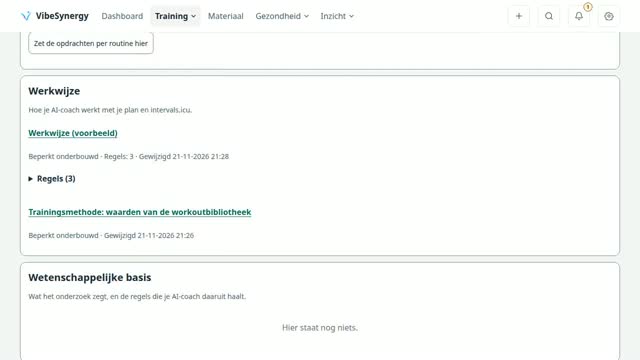 VibeSynergy
Dashboard
Training
Materiaal
Gezondheid
Inzicht
1
Zet de opdrachten per routine hier
Werkwijze
Hoe je AI-coach werkt met je plan en intervals.icu.
Werkwijze (voorbeeld)
Beperkt onderbouwd · Regels: 3 · Gewijzigd 21-11-2026 21:28
Regels (3)
Trainingsmethode: waarden van de workoutbibliotheek
Beperkt onderbouwd · Gewijzigd 21-11-2026 21:26
Wetenschappelijke basis
Wat het onderzoek zegt, en de regels die je AI-coach daaruit haalt.
Hier staat nog niets.